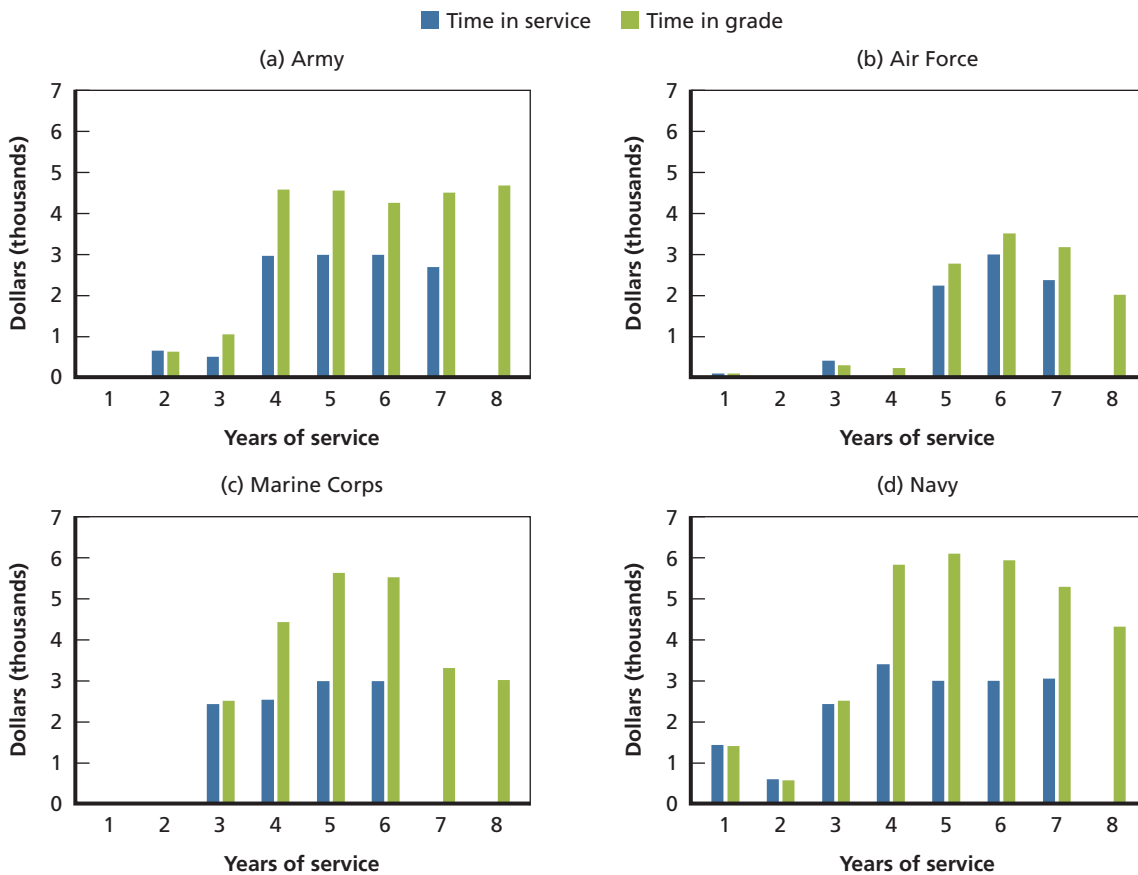 Time in service Time in grade
(a) Army
Dollars (thousands)
7
6
5
4
3
2
1
0
1 2 3 4 5 6 7 8
Years of service
(b) Air Force
Dollars (thousands)
7
6
5
4
3
2
1
0
1 2 3 4 5 6 7 8
Years of service
(c) Marine Corps
Dollars (thousands)
7
6
5
4
3
2
1
0
1 2 3 4 5 6 7 8
Years of service
(d) Navy
Dollars (thousands)
7
6
5
4
3
2
1
0
1 2 3 4 5 6 7 8
Years of service